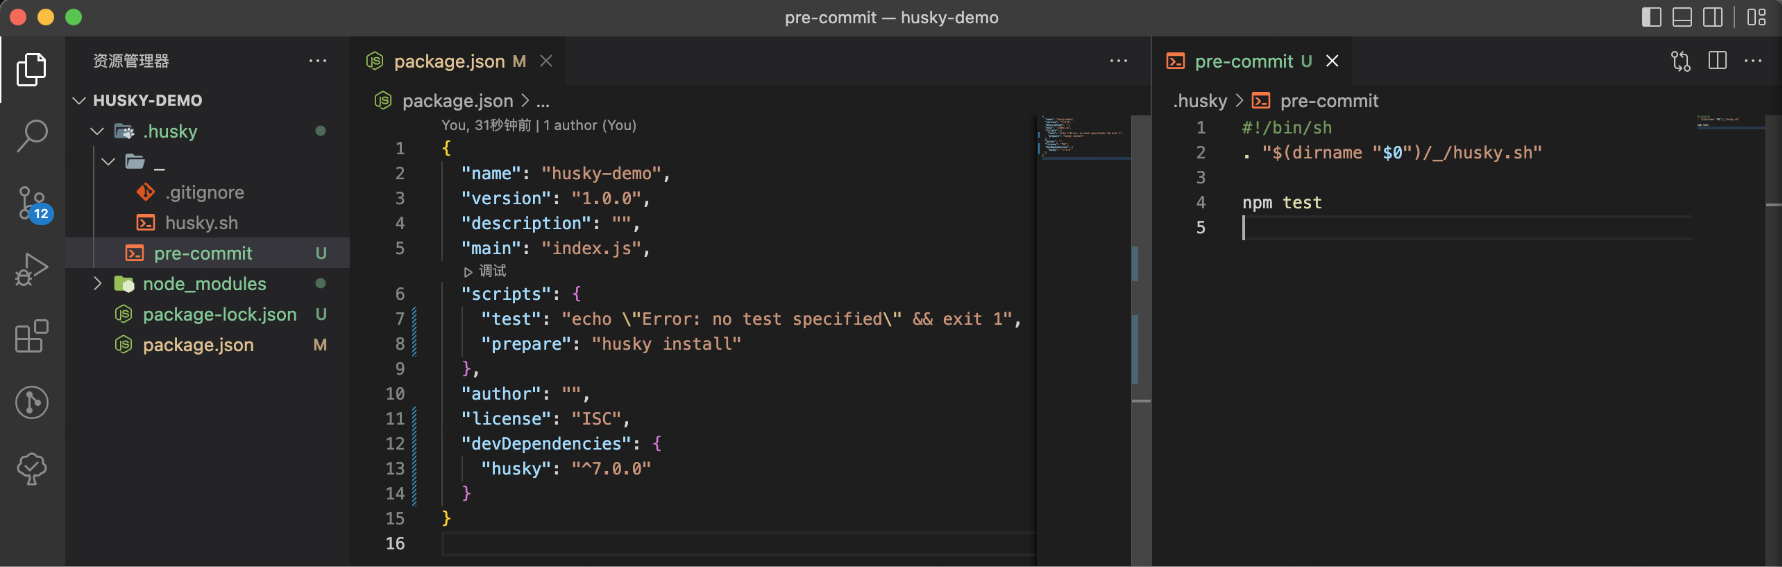 pre-commit — husky-demo
资源管理器
HUSKY-DEMO
.husky
_
.gitignore
husky.sh
pre-commit U
node_modules
package-lock.json U
package.json M
12
package.json M
package.json > ...
You, 31秒钟前 | 1 author (You)
1 {
2 "name": "husky-demo",
3 "version": "1.0.0",
4 "description": "",
5 "main": "index.js",
调试
6 "scripts": {
7 "test": "echo \"Error: no test specified\" && exit 1",
8 "prepare": "husky install"
9 },
10 "author": "",
11 "license": "ISC",
12 "devDependencies": {
13 "husky": "^7.0.0"
14 }
15 }
16
pre-commit U
.husky > pre-commit
1 #!/bin/sh
2 . "$(dirname "$0")/_/husky.sh"
3
4 npm test
5